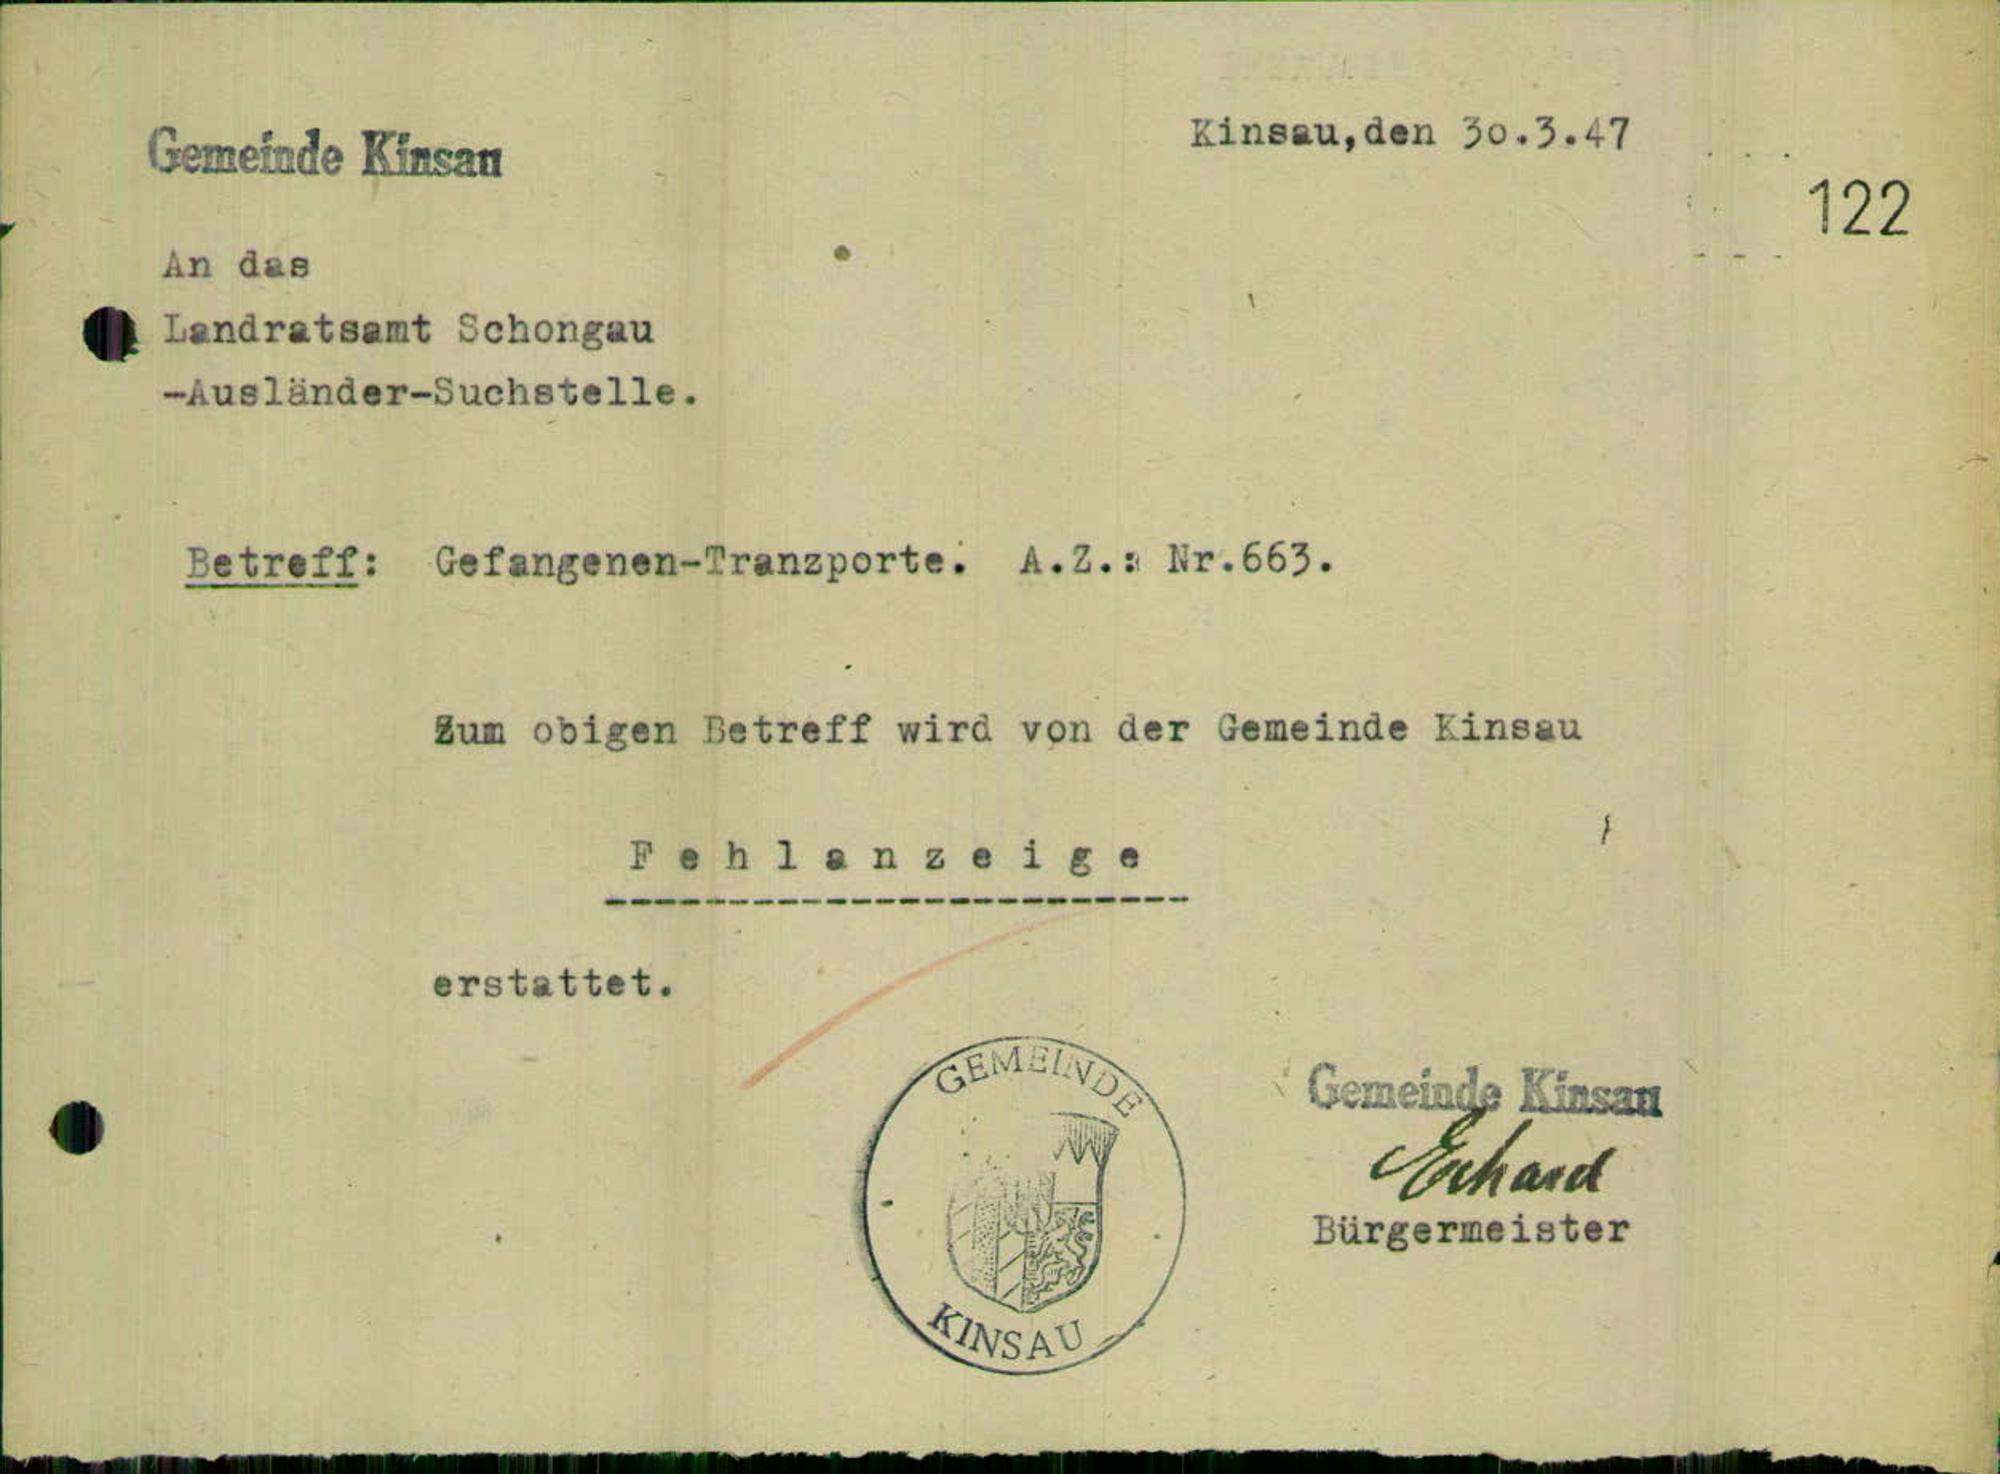 Gemeinde Kinsau
Kinsau,den 30.3.47
122
An das
Landratsamt Schongau
-Ausländer-Suchstelle.
Betreff: Gefangenen-Tranzporte. A.Z.: Nr.663.
Zum obigen Betreff wird von der Gemeinde Kinsau
Fehlanzeige
erstattet.
GEMEINDE
KINSAU
Gemeinde Kinsau
Erhard
Bürgermeister